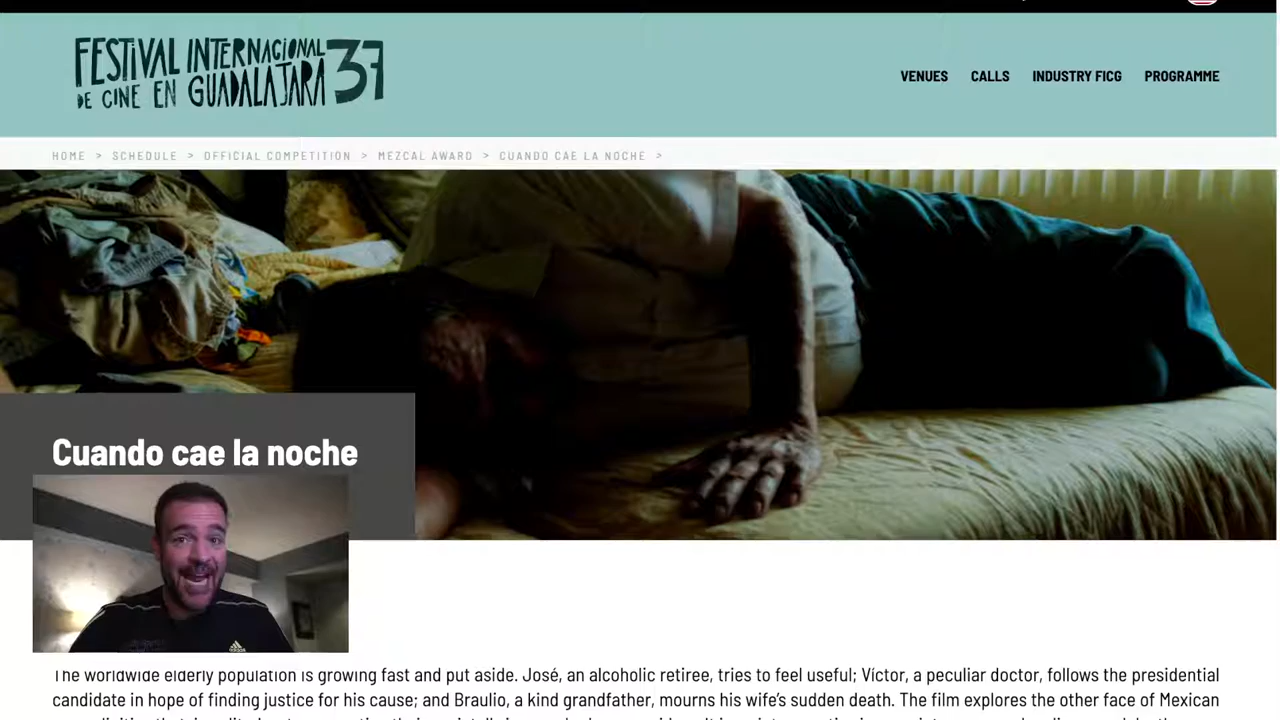 FESTIVAL INTERNACIONAL
DE CINE EN GUADALAJARA 37
VENUES CALLS INDUSTRY FICG PROGRAMME
HOME > SCHEDULE > OFFICIAL COMPETITION > MEZCAL AWARD > CUANDO CAE LA NOCHE >
Cuando cae la noche
adidas
The worldwide elderly population is growing fast and put aside. José, an alcoholic retiree, tries to feel useful; Víctor, a peculiar doctor, follows the presidential
candidate in hope of finding justice for his cause; and Braulio, a kind grandfather, mourns his wife's sudden death. The film explores the other face of Mexican